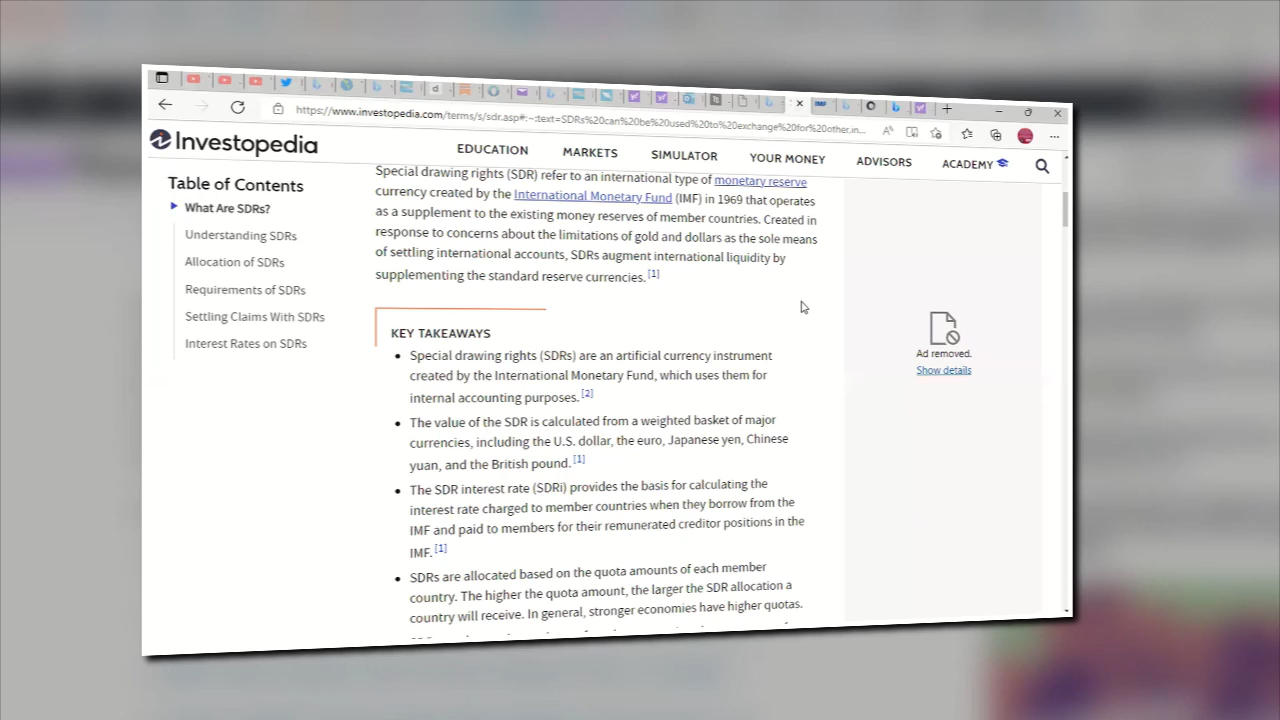 https://www.investopedia.com/terms/s/sdr.asp#:~:text=SDRs%20can%20be%20used%20to%20exchange%20for%20other,in...
Investopedia
EDUCATION
MARKETS
SIMULATOR
YOUR MONEY
ADVISORS
ACADEMY
Table of Contents
What Are SDRs?
Understanding SDRs
Allocation of SDRs
Requirements of SDRs
Settling Claims With SDRs
Interest Rates on SDRs
Special drawing rights (SDR) refer to an international type of monetary reserve
currency created by the International Monetary Fund (IMF) in 1969 that operates
as a supplement to the existing money reserves of member countries. Created in
response to concerns about the limitations of gold and dollars as the sole means
of settling international accounts, SDRs augment international liquidity by
supplementing the standard reserve currencies. [1]
KEY TAKEAWAYS
• Special drawing rights (SDRs) are an artificial currency instrument
created by the International Monetary Fund, which uses them for
internal accounting purposes. [2]
• The value of the SDR is calculated from a weighted basket of major
currencies, including the U.S. dollar, the euro, Japanese yen, Chinese
yuan, and the British pound. [1]
• The SDR interest rate (SDRi) provides the basis for calculating the
interest rate charged to member countries when they borrow from the
IMF and paid to members for their remunerated creditor positions in the
IMF. [1]
• SDRs are allocated based on the quota amounts of each member
country. The higher the quota amount, the larger the SDR allocation a
country will receive. In general, stronger economies have higher quotas.
Ad removed.
Show details